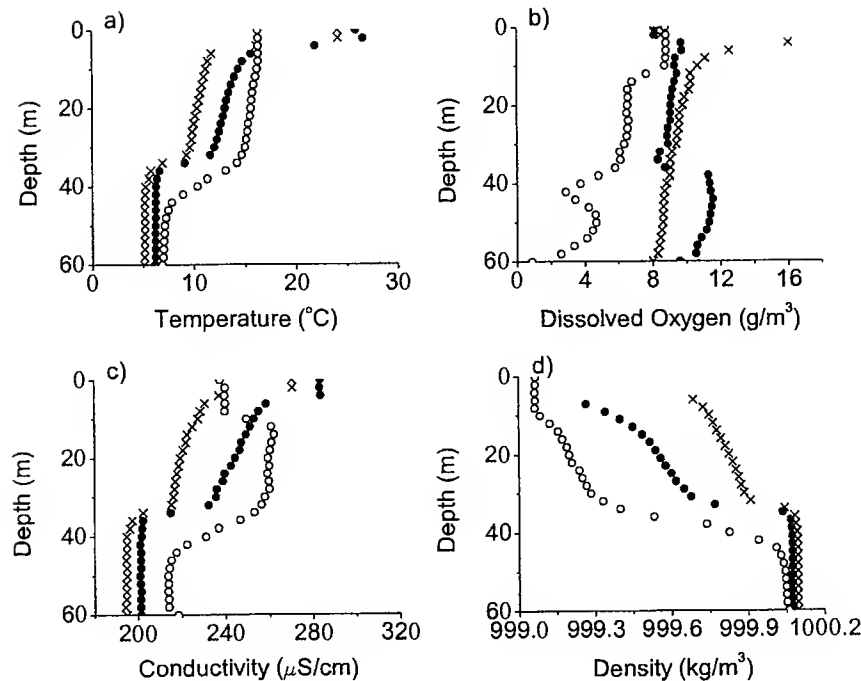 a)
0
20
40
60
Depth (m)
0 10 20 30
Temperature (°C)
b)
0
20
40
60
Depth (m)
0 4 8 12 16
Dissolved Oxygen (g/m³)
c)
0
20
40
60
Depth (m)
200 240 280 320
Conductivity (μS/cm)
d)
0
20
40
60
Depth (m)
999.0 999.3 999.6 999.9 1000.2
Density (kg/m³)